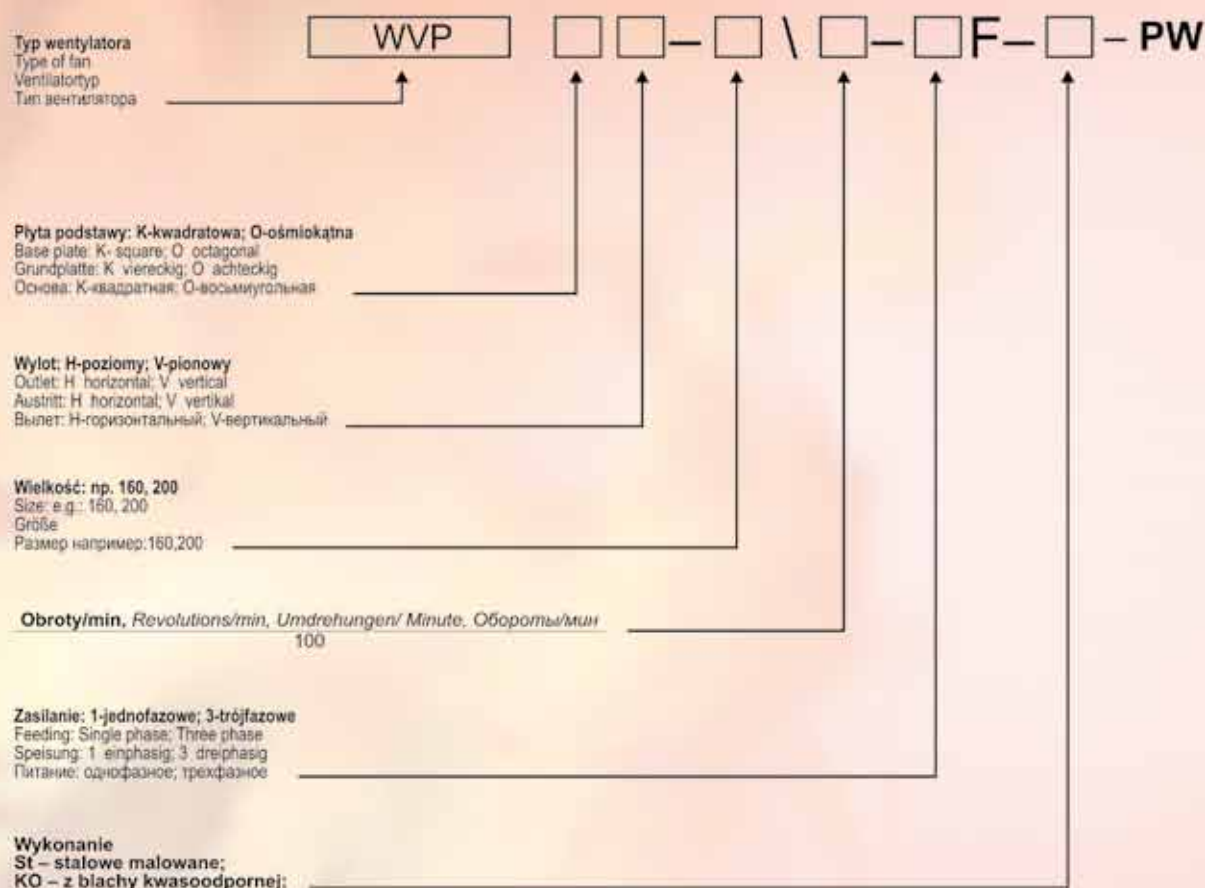 WVP □ □ – □ \ □ – □ F – □ – PW
Typ wentylatora
Type of fan
Ventilatortyp
Тип вентилятора
Płyta podstawy: K-kwadratowa; O-ośmiokątna
Base plate: K- square; O octagonal
Grundplatte: K viereckig; O achteckig
Основа: K-квадратная; O-восьмиугольная
Wylot: H-poziomy; V-pionowy
Outlet: H horizontal; V vertical
Austritt: H horizontal; V vertikal
Вылет: H-горизонтальный; V-вертикальный
Wielkość: np. 160, 200
Size: e.g.: 160, 200
Größe
Размер например:160,200
Obroty/min, Revolutions/min, Umdrehungen/ Minute, Обороты/мин
100
Zasilanie: 1-jednofazowe; 3-trójfazowe
Feeding: Single phase; Three phase
Speisung: 1 einphasig; 3 dreiphasig
Питание: однофазное; трехфазное
Wykonanie
St – stalowe malowane;
KO – z blachy kwasoodpornej;